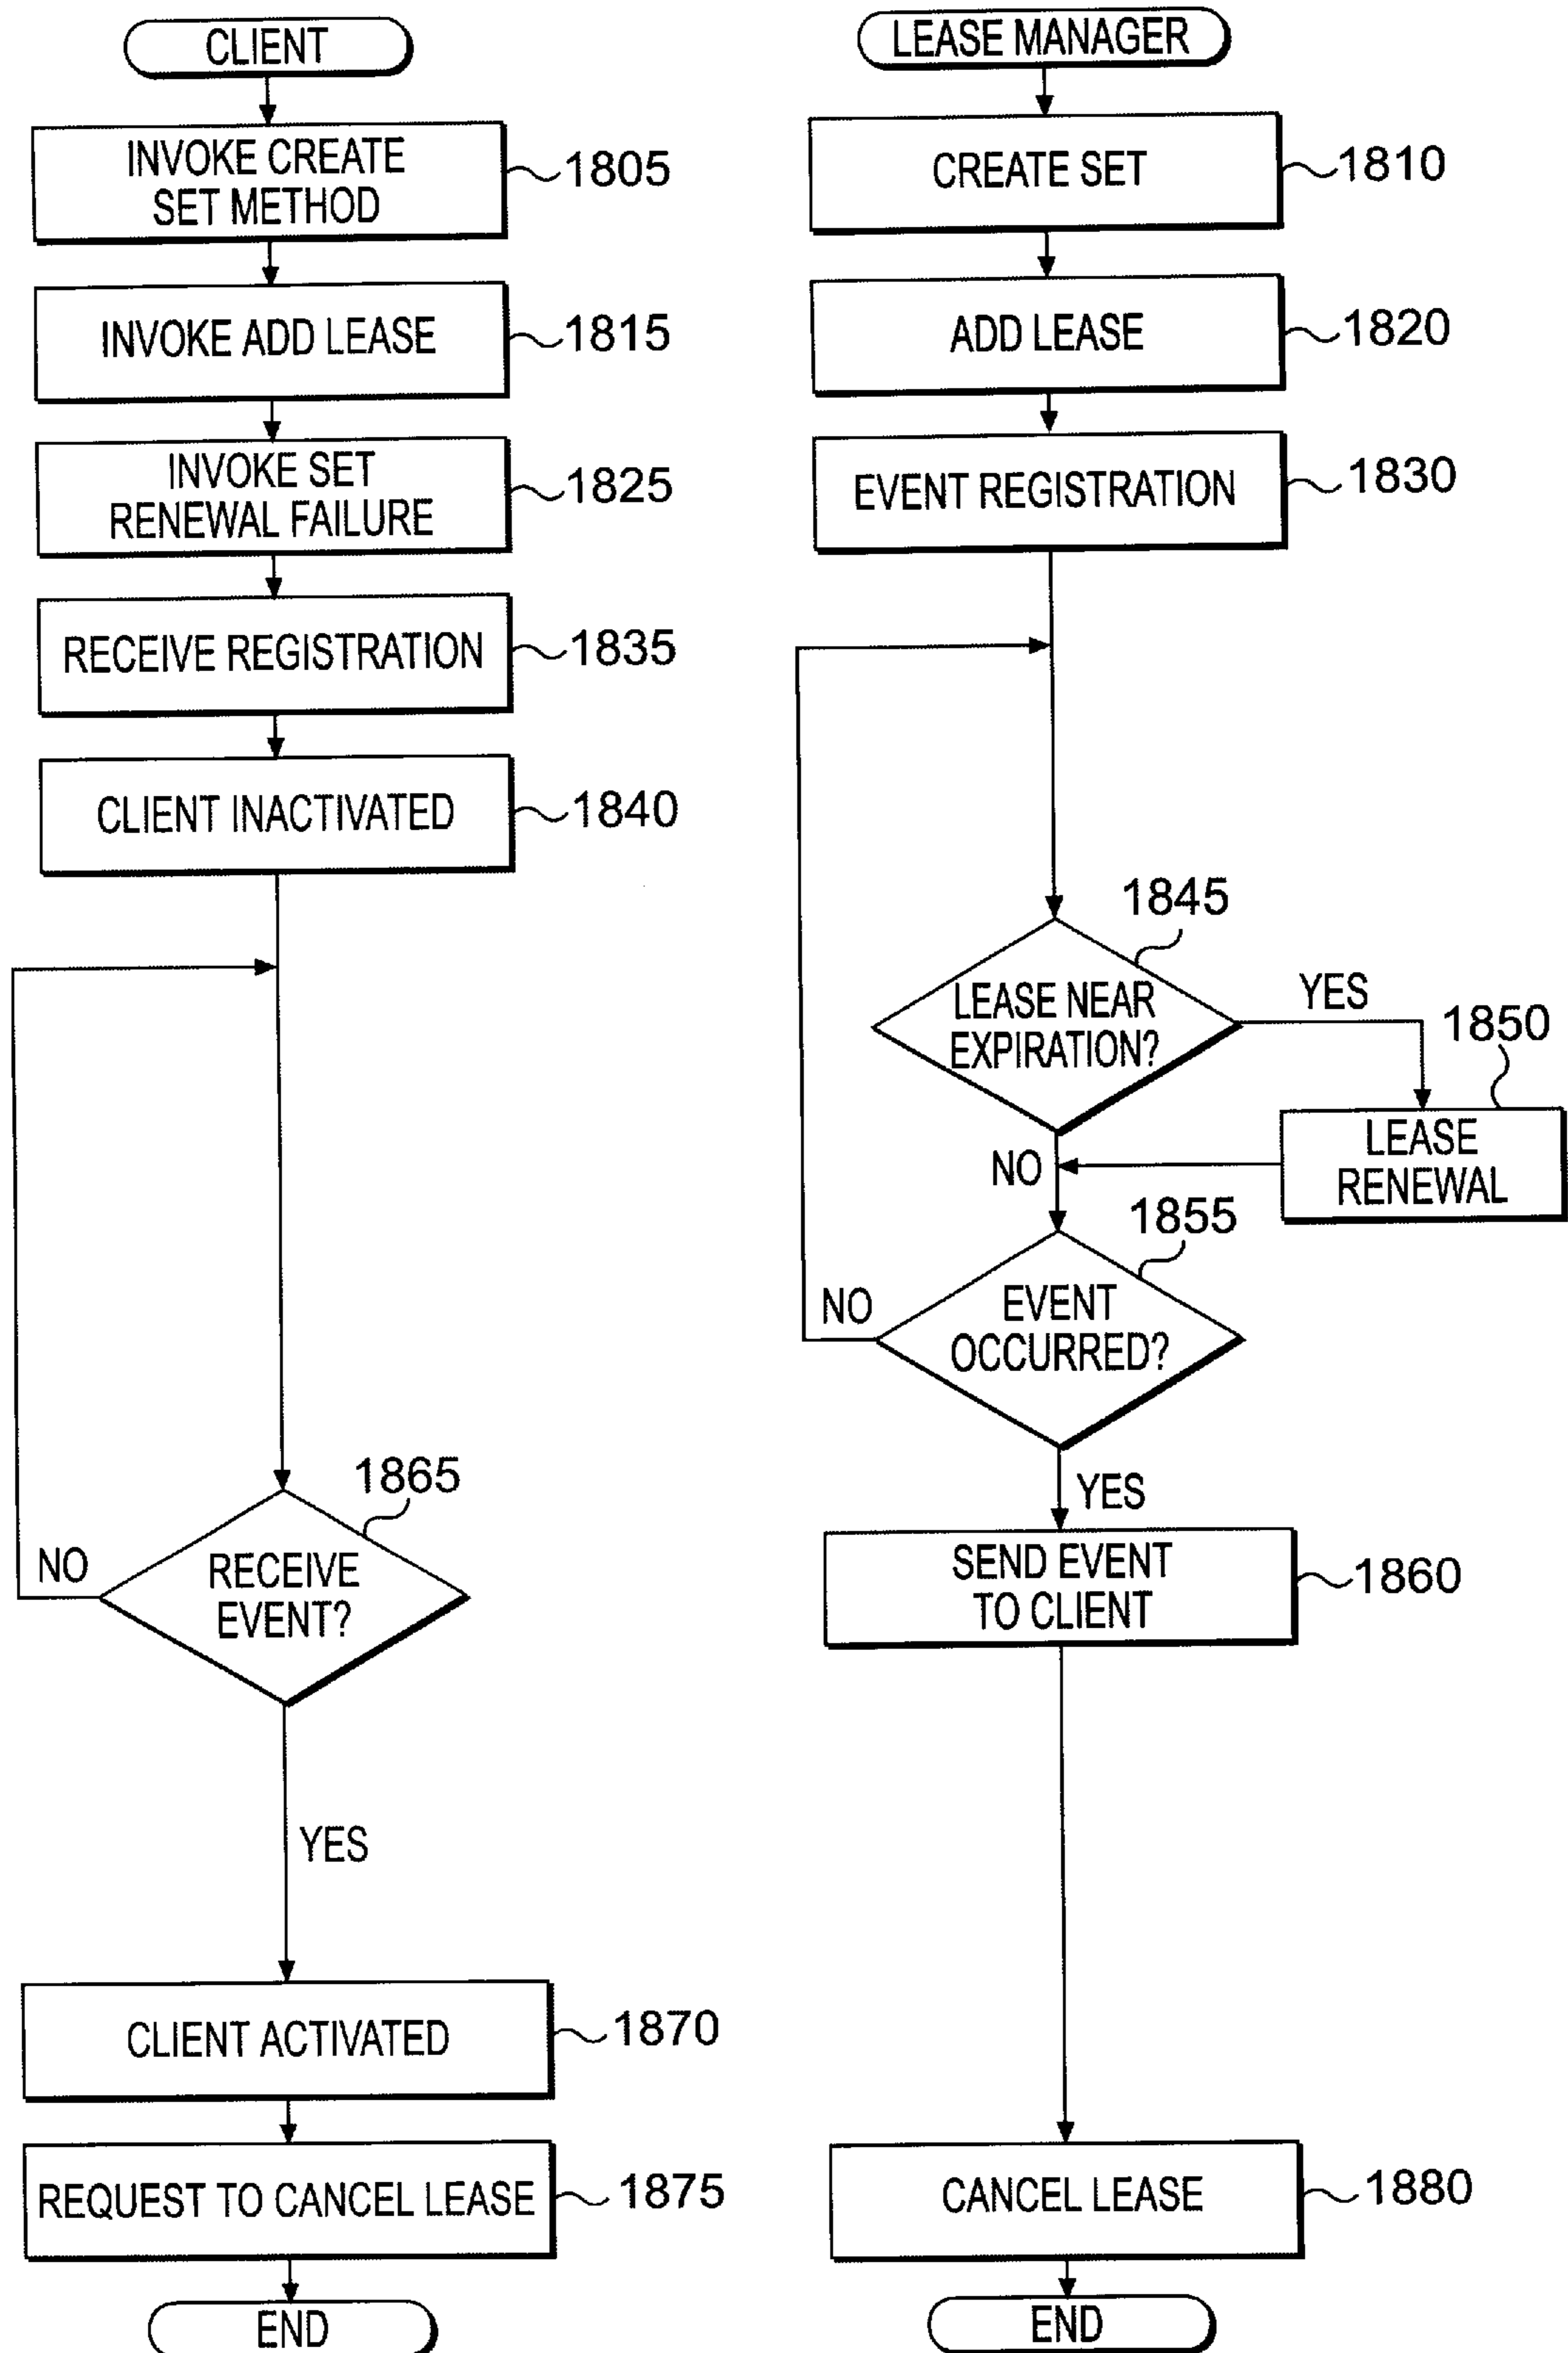 CLIENT
INVOKE CREATE
SET METHOD
1805
INVOKE ADD LEASE
1815
INVOKE SET
RENEWAL FAILURE
1825
RECEIVE REGISTRATION
1835
CLIENT INACTIVATED
1840
1865
RECEIVE
EVENT?
NO
YES
CLIENT ACTIVATED
1870
REQUEST TO CANCEL LEASE
1875
END
LEASE MANAGER
CREATE SET
1810
ADD LEASE
1820
EVENT REGISTRATION
1830
1845
LEASE NEAR
EXPIRATION?
YES
1850
LEASE
RENEWAL
NO
1855
EVENT
OCCURRED?
NO
YES
SEND EVENT
TO CLIENT
1860
CANCEL LEASE
1880
END